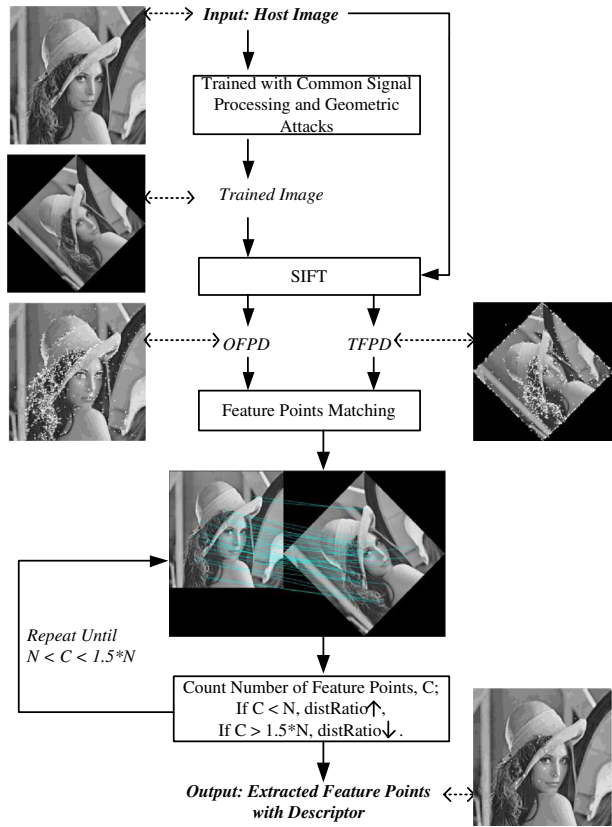 Input: Host Image
Trained with Common Signal
Processing and Geometric
Attacks
Trained Image
SIFT
OFPD
TFPD
Feature Points Matching
Repeat Until
N < C < 1.5*N
Count Number of Feature Points, C;
If C < N, distRatio↑,
If C > 1.5*N, distRatio↓ .
Output: Extracted Feature Points
with Descriptor